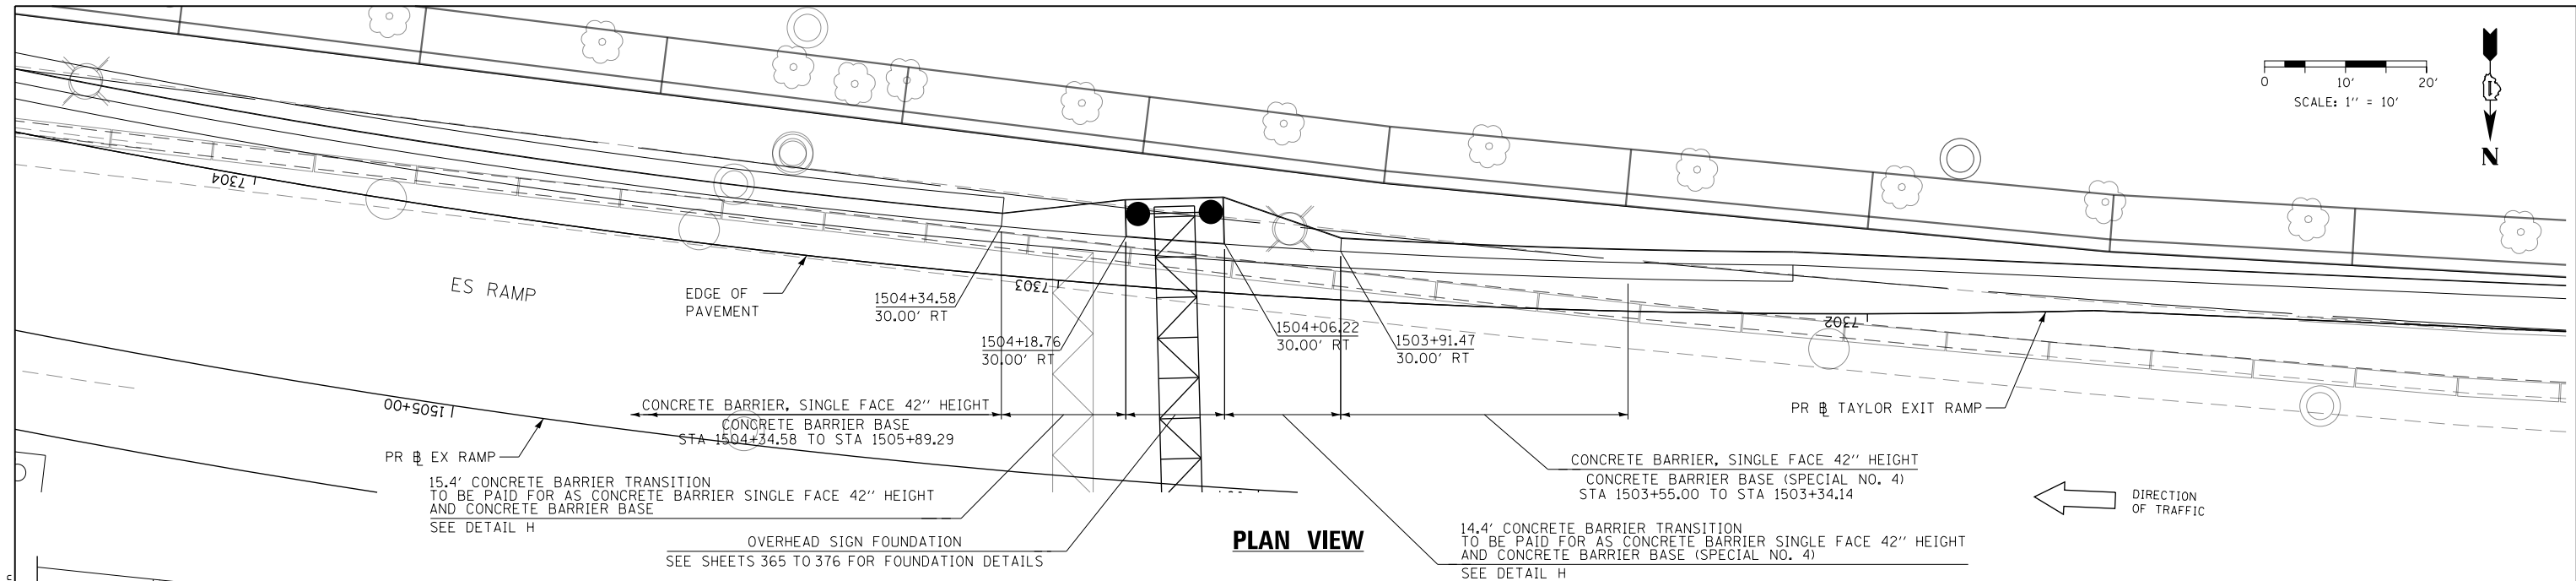 0 10' 20'
SCALE: 1'' = 10'
N
7304
ES RAMP
EDGE OF
PAVEMENT
1504+34.58
30.00' RT
7303
1504+18.76
30.00' RT
1504+06.22
30.00' RT
1503+91.47
30.00' RT
7302
1505+00
CONCRETE BARRIER, SINGLE FACE 42'' HEIGHT
CONCRETE BARRIER BASE
STA 1504+34.58 TO STA 1505+89.29
PR BL EX RAMP
PR BL TAYLOR EXIT RAMP
15.4' CONCRETE BARRIER TRANSITION
TO BE PAID FOR AS CONCRETE BARRIER SINGLE FACE 42'' HEIGHT
AND CONCRETE BARRIER BASE
SEE DETAIL H
CONCRETE BARRIER, SINGLE FACE 42'' HEIGHT
CONCRETE BARRIER BASE (SPECIAL NO. 4)
STA 1503+55.00 TO STA 1503+34.14
DIRECTION
OF TRAFFIC
OVERHEAD SIGN FOUNDATION
SEE SHEETS 365 TO 376 FOR FOUNDATION DETAILS
PLAN VIEW
14.4' CONCRETE BARRIER TRANSITION
TO BE PAID FOR AS CONCRETE BARRIER SINGLE FACE 42'' HEIGHT
AND CONCRETE BARRIER BASE (SPECIAL NO. 4)
SEE DETAIL H